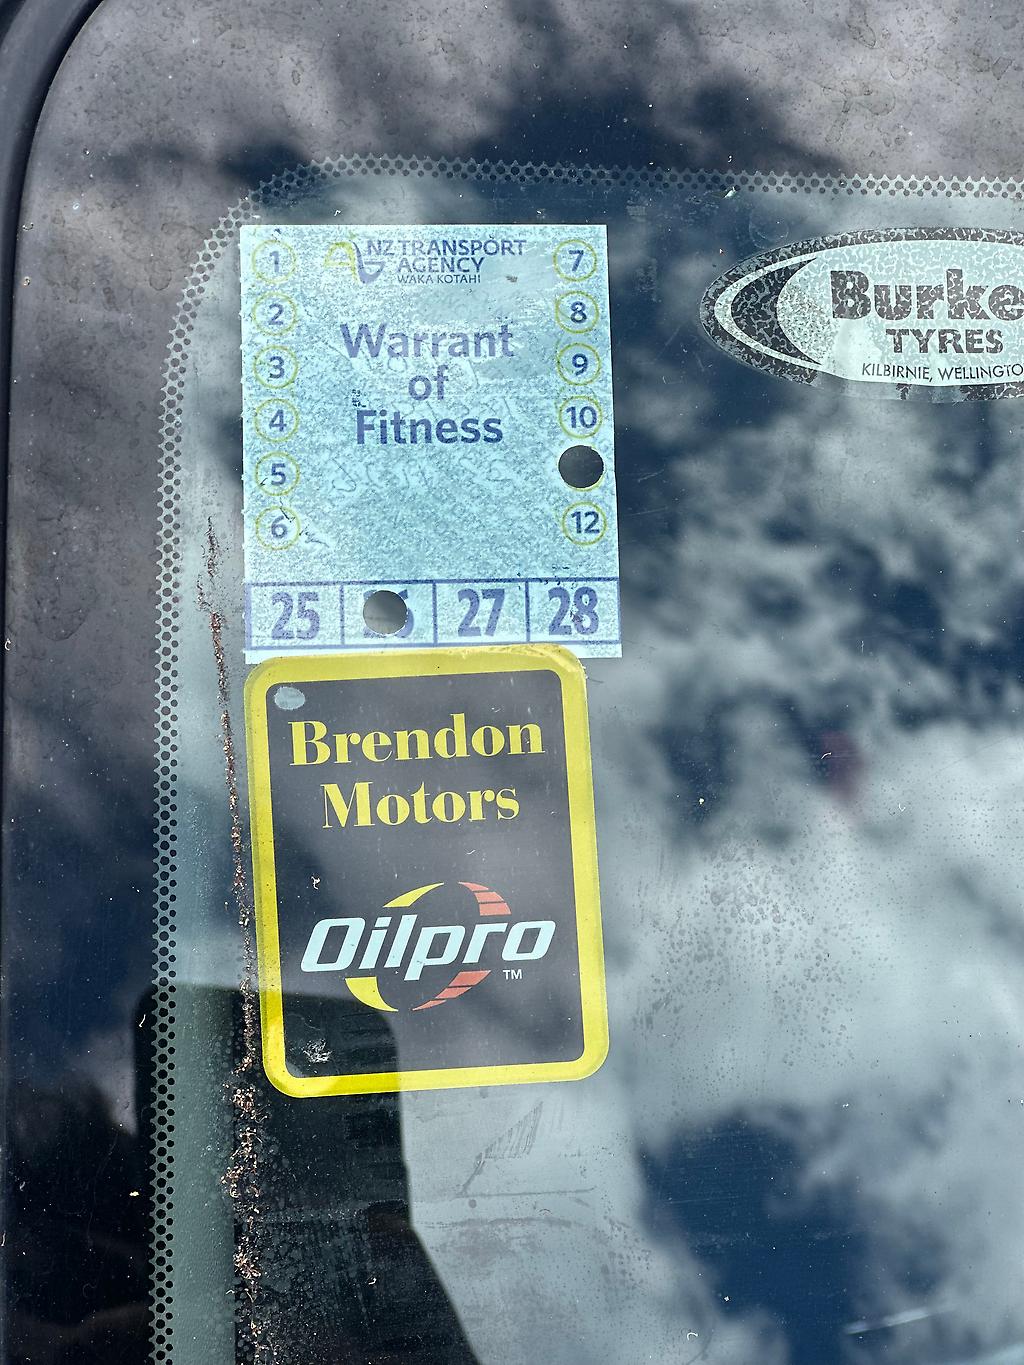 NZ TRANSPORT
AGENCY
WAKA KOTAHI
Warrant
of
Fitness
1
2
3
4
5
6
7
8
9
10
12
25 27 28
Burke
TYRES
KILBIRNIE, WELLINGTO
Brendon
Motors
Oilpro
TM